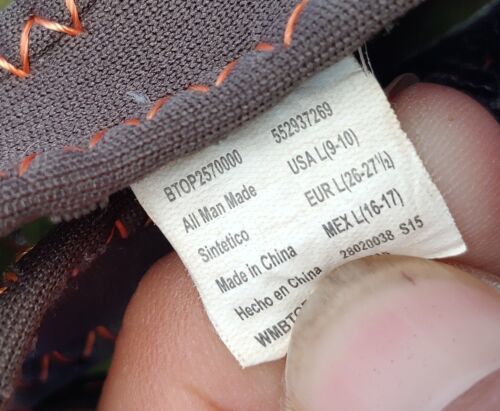 BTOP2570000 552937269
All Man Made USA L(9-10)
Sintetico EUR L(26-27½)
Made in China MEX L(16-17)
Hecho en China 28020038 S15